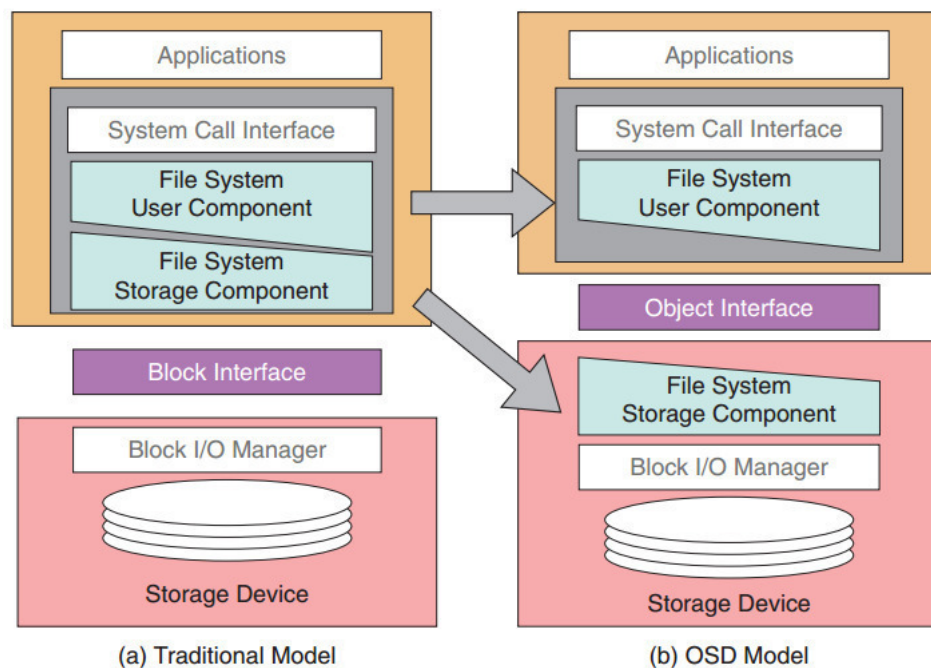 Applications
System Call Interface
File System
User Component
File System
Storage Component
Block Interface
Block I/O Manager
Storage Device
(a) Traditional Model
Applications
System Call Interface
File System
User Component
Object Interface
File System
Storage Component
Block I/O Manager
Storage Device
(b) OSD Model